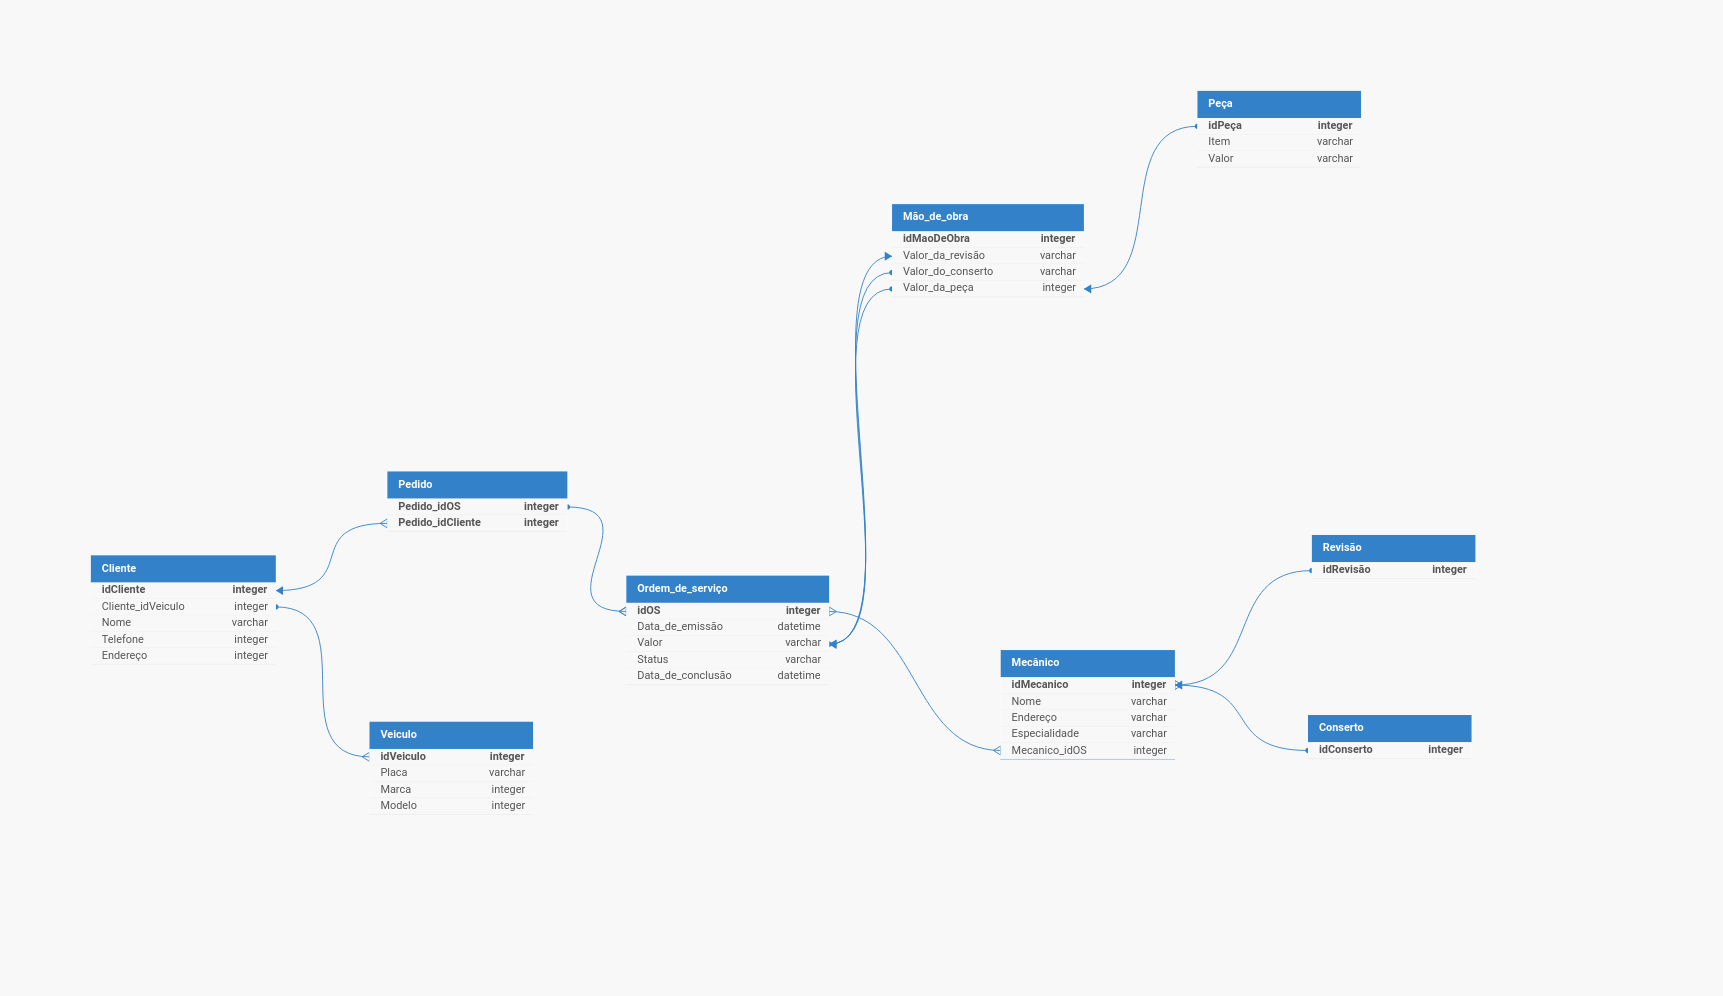 Peça
idPeça integer
Item varchar
Valor varchar
Mão_de_obra
idMaoDeObra integer
Valor_da_revisão varchar
Valor_do_conserto varchar
Valor_da_peça integer
Pedido
Pedido_idOS integer
Pedido_idCliente integer
Cliente
idCliente integer
Cliente_idVeiculo integer
Nome varchar
Telefone integer
Endereço integer
Ordem_de_serviço
idOS integer
Data_de_emissão datetime
Valor varchar
Status varchar
Data_de_conclusão datetime
Veiculo
idVeiculo integer
Placa varchar
Marca integer
Modelo integer
Revisão
idRevisão integer
Mecânico
idMecanico integer
Nome varchar
Endereço varchar
Especialidade varchar
Mecanico_idOS integer
Conserto
idConserto integer